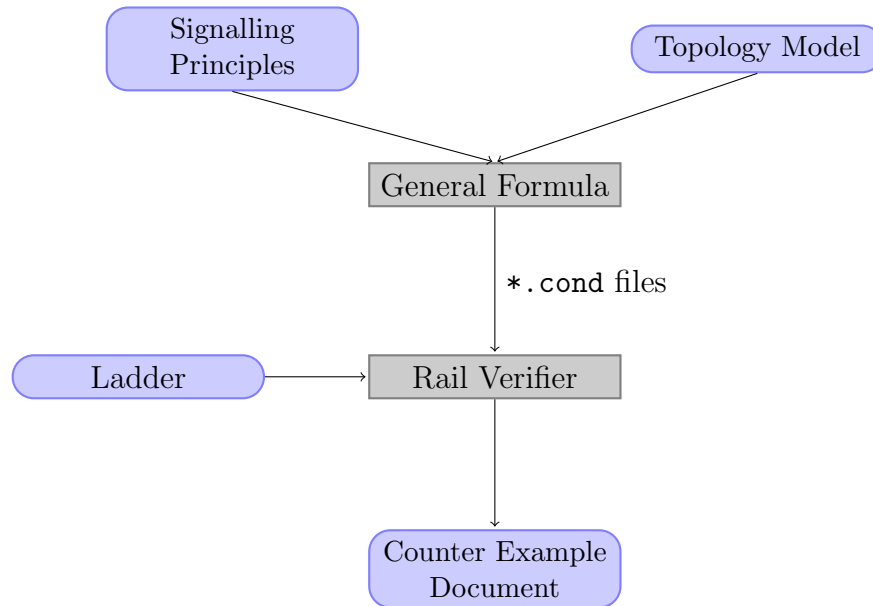 Signalling
Principles
Topology Model
General Formula
*.cond files
Ladder
Rail Verifier
Counter Example
Document